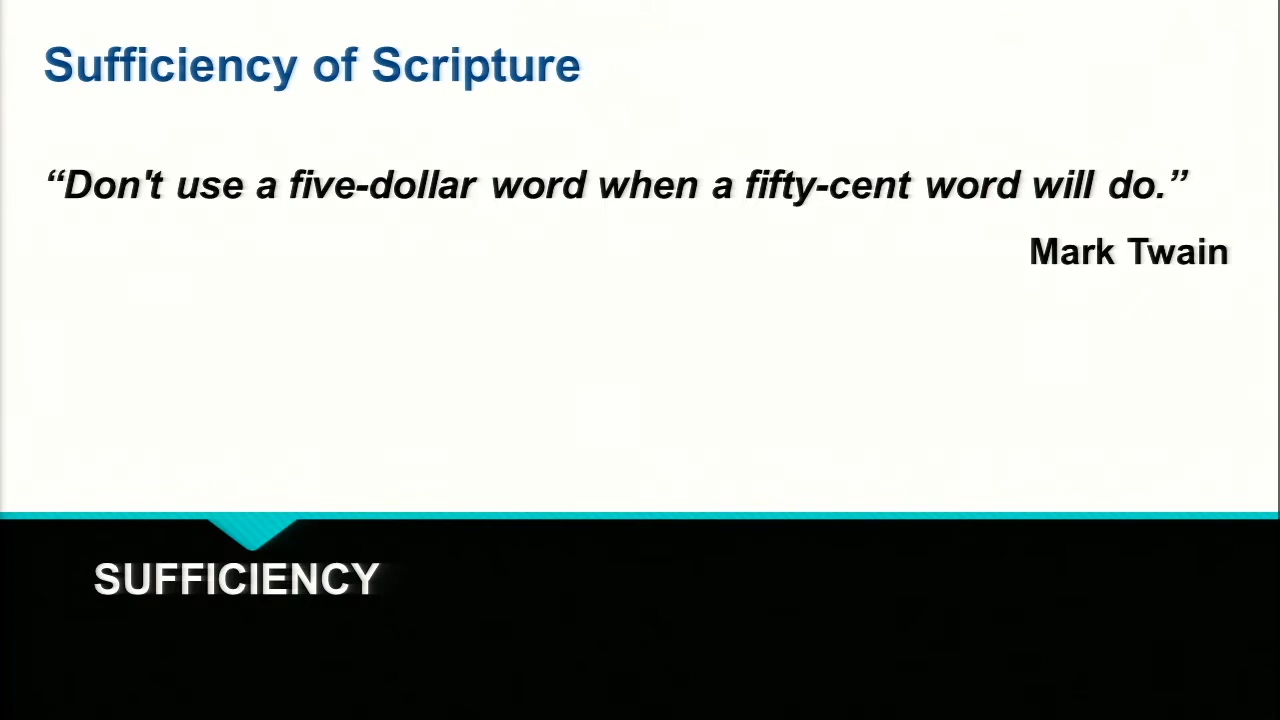 Sufficiency of Scripture
“Don't use a five-dollar word when a fifty-cent word will do.”
Mark Twain
SUFFICIENCY